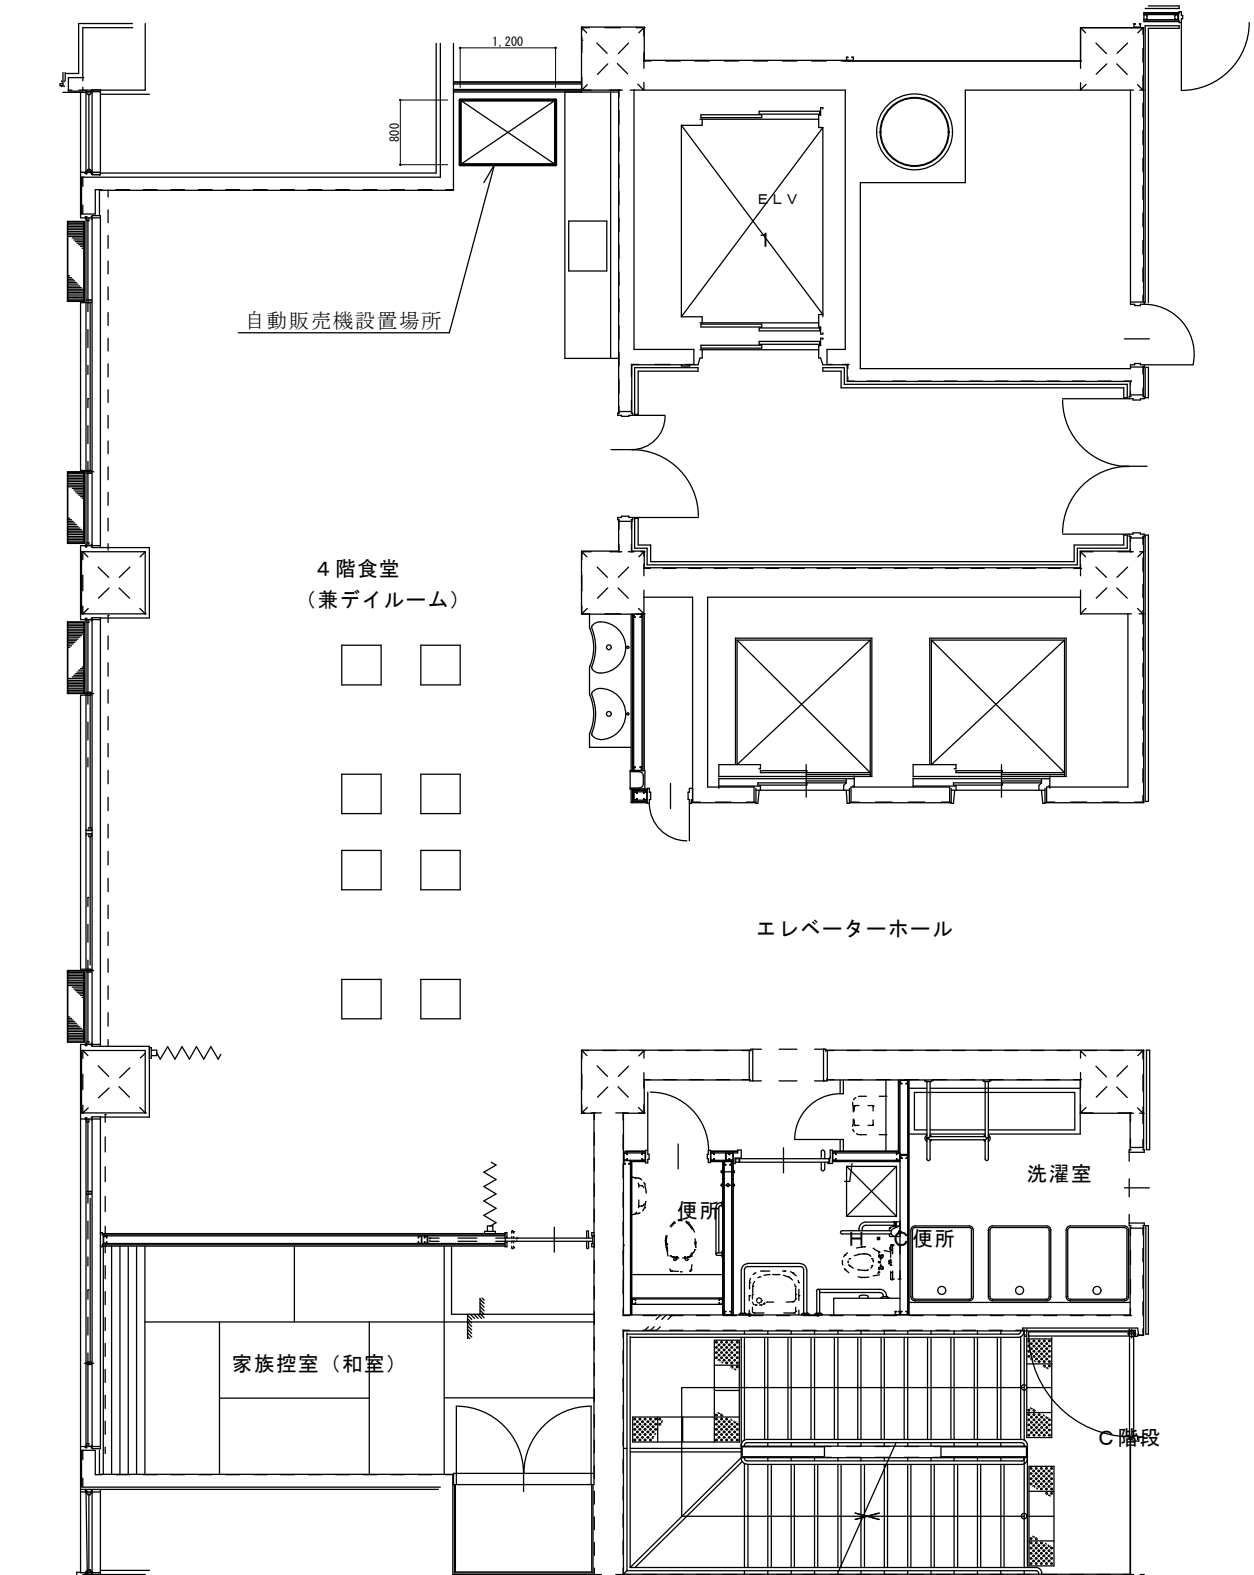 1,200
800
ELV
1
自動販売機設置場所
４階食堂
（兼デイルーム）
エレベーターホール
洗濯室
便所
H・C便所
家族控室（和室）
C階段